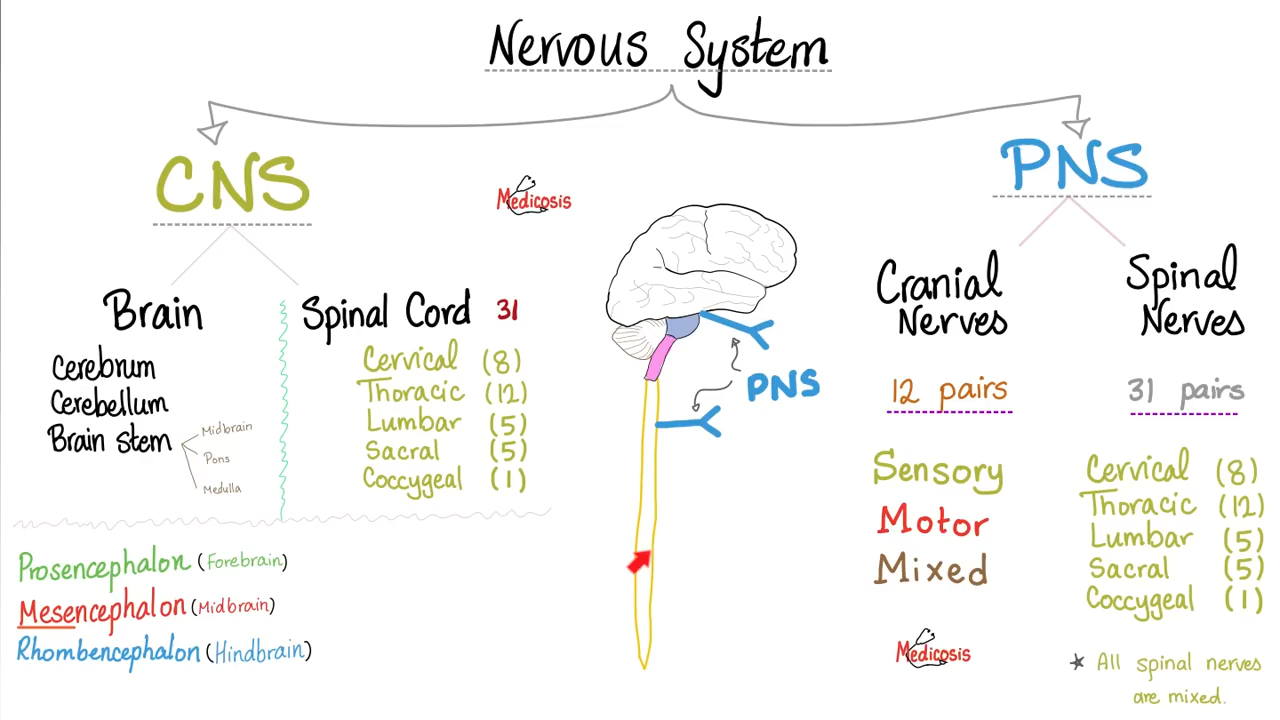 Nervous System
CNS
Brain
Cerebrum
Cerebellum
Brain stem
Midbrain
Pons
Medulla
Spinal Cord 31
Cervical (8)
Thoracic (12)
Lumbar (5)
Sacral (5)
Coccygeal (1)
Prosencephalon (Forebrain)
Mesencephalon (Midbrain)
Rhombencephalon (Hindbrain)
Medicosis
PNS
PNS
Cranial
Nerves
12 pairs
Sensory
Motor
Mixed
Medicosis
Spinal
Nerves
31 pairs
Cervical (8)
Thoracic (12)
Lumbar (5)
Sacral (5)
Coccygeal (1)
* All spinal nerves
are mixed.